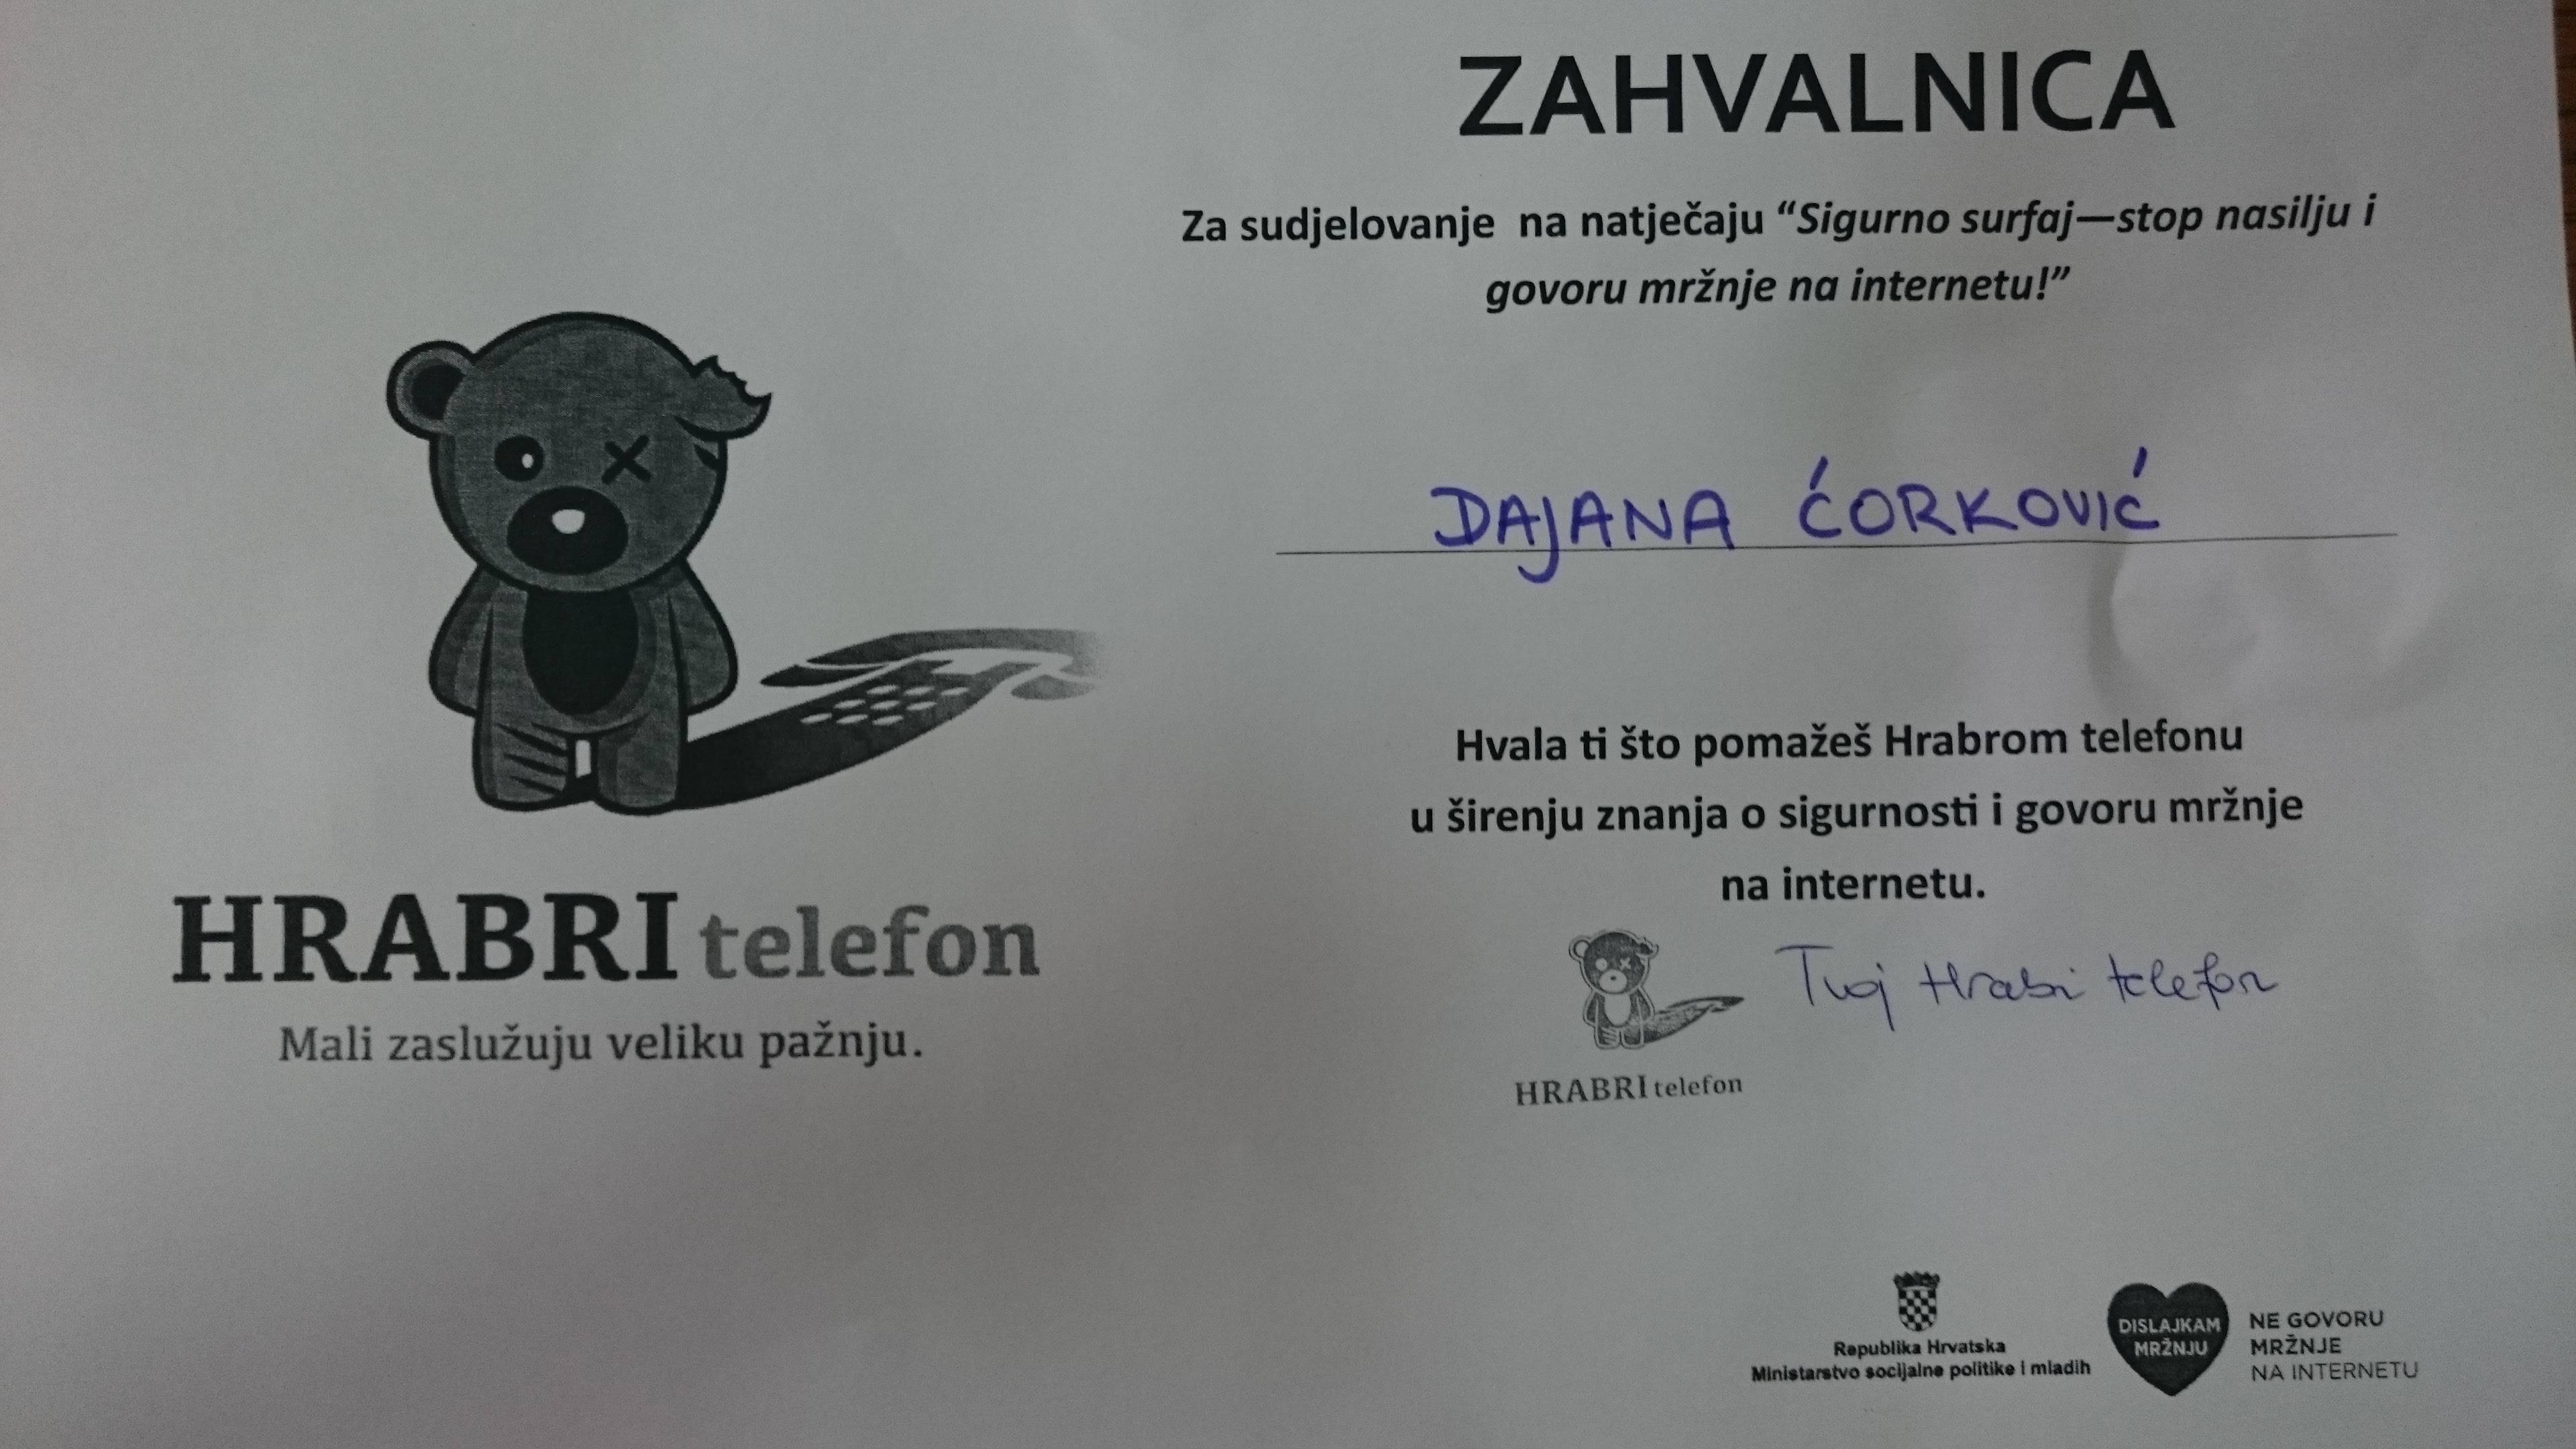 ZAHVALNICA
Za sudjelovanje na natječaju “Sigurno surfaj—stop nasilju i
govoru mržnje na internetu!”
DAJANA ĆORKOVIĆ
Hvala ti što pomažeš Hrabrom telefonu
u širenju znanja o sigurnosti i govoru mržnje
na internetu.
Tvoj Hrabri telefon
HRABRI telefon
HRABRI telefon
Mali zaslužuju veliku pažnju.
Republika Hrvatska
Ministarstvo socijalne politike i mladih
DISLAJKAM
MRŽNJU
NE GOVORU
MRŽNJE
NA INTERNETU